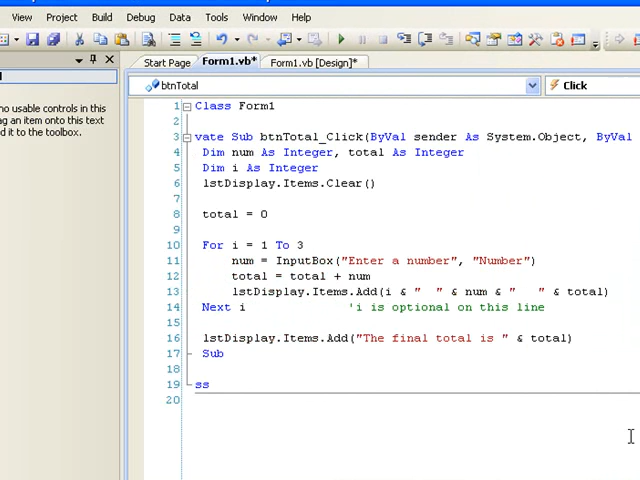 View Project Build Debug Data Tools Window Help
Start Page Form1.vb* Form1.vb [Design]*
btnTotal Click
no usable controls in this
ag an item onto this text
d it to the toolbox.
1 Class Form1
2
3 vate Sub btnTotal_Click(ByVal sender As System.Object, ByVal
4 Dim num As Integer, total As Integer
5 Dim i As Integer
6 lstDisplay.Items.Clear()
7
8 total = 0
9
10 For i = 1 To 3
11 num = InputBox("Enter a number", "Number")
12 total = total + num
13 lstDisplay.Items.Add(i & "  " & num & "   " & total)
14 Next i 'i is optional on this line
15
16 lstDisplay.Items.Add("The final total is " & total)
17 Sub
18
19 ss
20